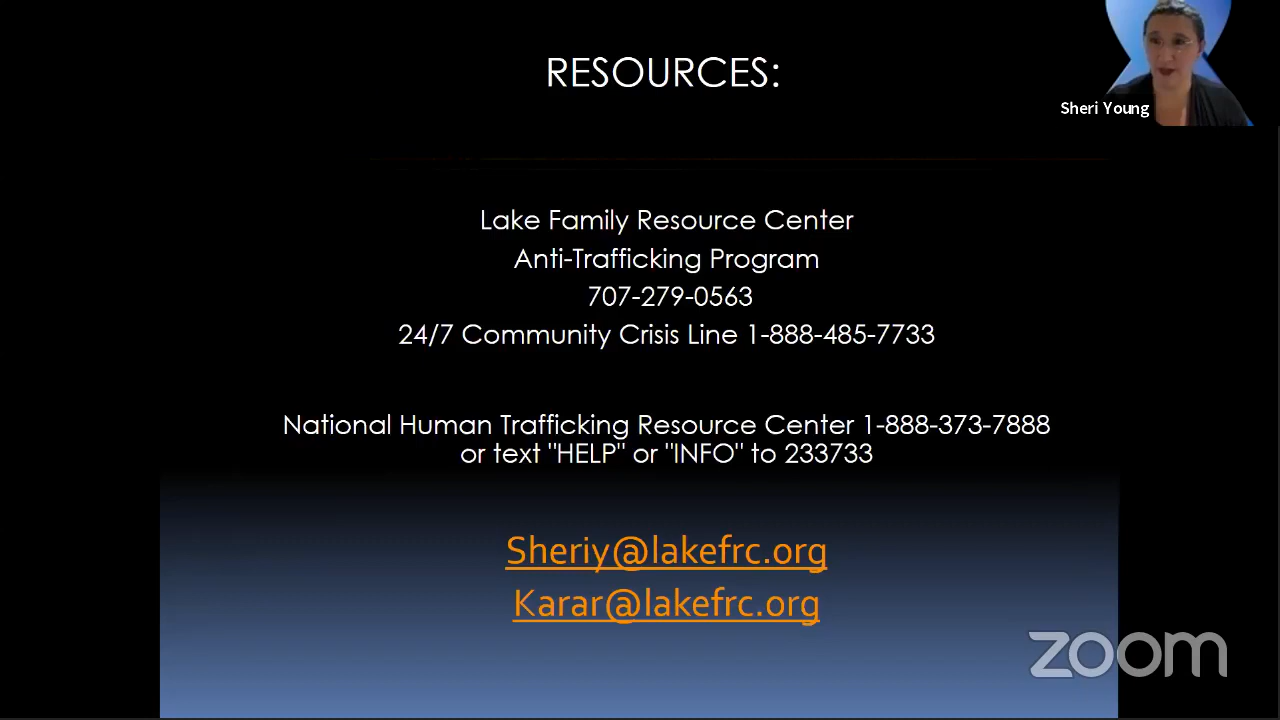 RESOURCES:
Sheri Young
Lake Family Resource Center
Anti-Trafficking Program
707-279-0563
24/7 Community Crisis Line 1-888-485-7733
National Human Trafficking Resource Center 1-888-373-7888
or text "HELP" or "INFO" to 233733
Sheriy@lakefrc.org
Karar@lakefrc.org
zoom